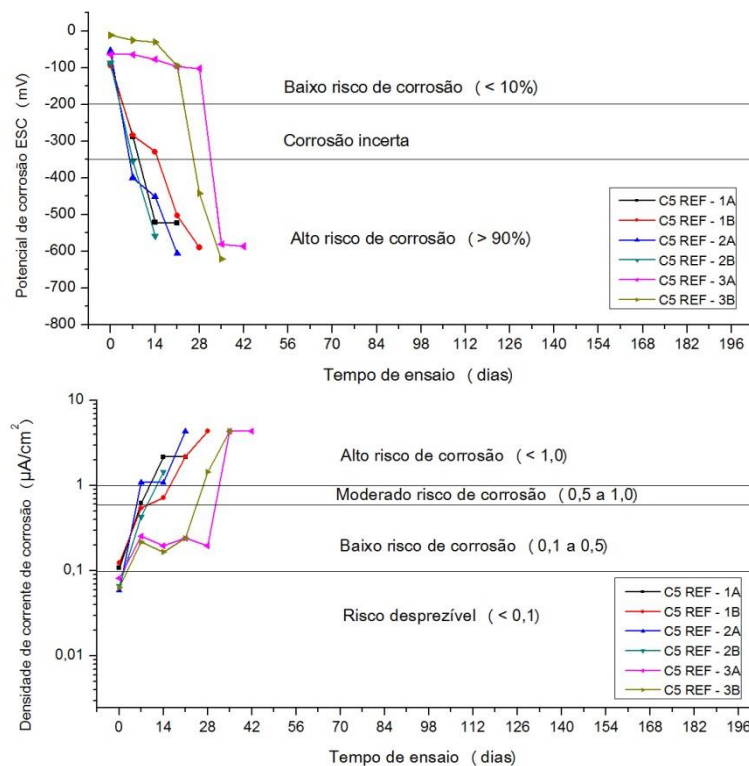 0
-100
-200
-300
-400
-500
-600
-700
-800
Potencial de corrosão ESC (mV)
Baixo risco de corrosão ( < 10%)
Corrosão incerta
Alto risco de corrosão ( > 90%)
C5 REF - 1A
C5 REF - 1B
C5 REF - 2A
C5 REF - 2B
C5 REF - 3A
C5 REF - 3B
0 14 28 42 56 70 84 98 112 126 140 154 168 182 196
Tempo de ensaio ( dias)
10
1
0,1
0,01
Densidade de corrente de corrosão ( µA/cm²)
Alto risco de corrosão ( < 1,0)
Moderado risco de corrosão ( 0,5 a 1,0)
Baixo risco de corrosão ( 0,1 a 0,5)
Risco desprezível ( < 0,1)
C5 REF - 1A
C5 REF - 1B
C5 REF - 2A
C5 REF - 2B
C5 REF - 3A
C5 REF - 3B
0 14 28 42 56 70 84 98 112 126 140 154 168 182 196
Tempo de ensaio ( dias)